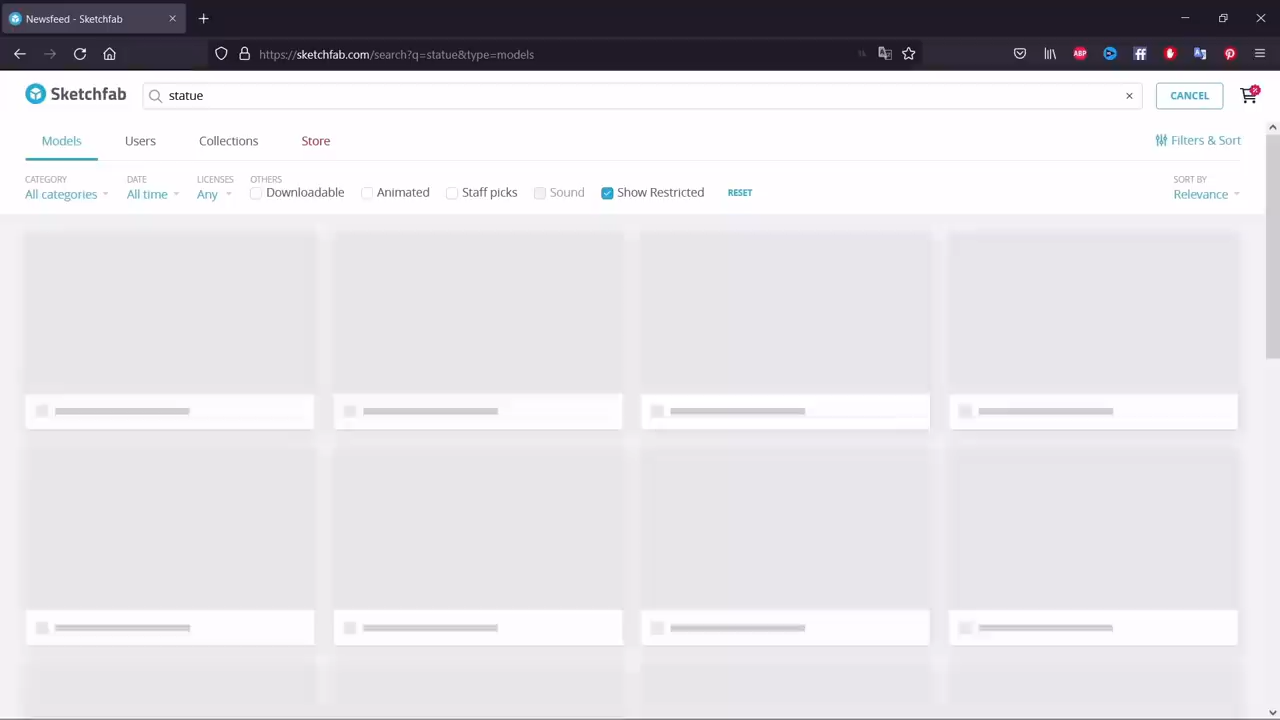 Newsfeed - Sketchfab
https://sketchfab.com/search?q=statue&type=models
ABP
Sketchfab
statue
CANCEL
Models
Users
Collections
Store
Filters & Sort
CATEGORY
DATE
LICENSES
OTHERS
SORT BY
All categories
All time
Any
Downloadable
Animated
Staff picks
Sound
Show Restricted
RESET
Relevance